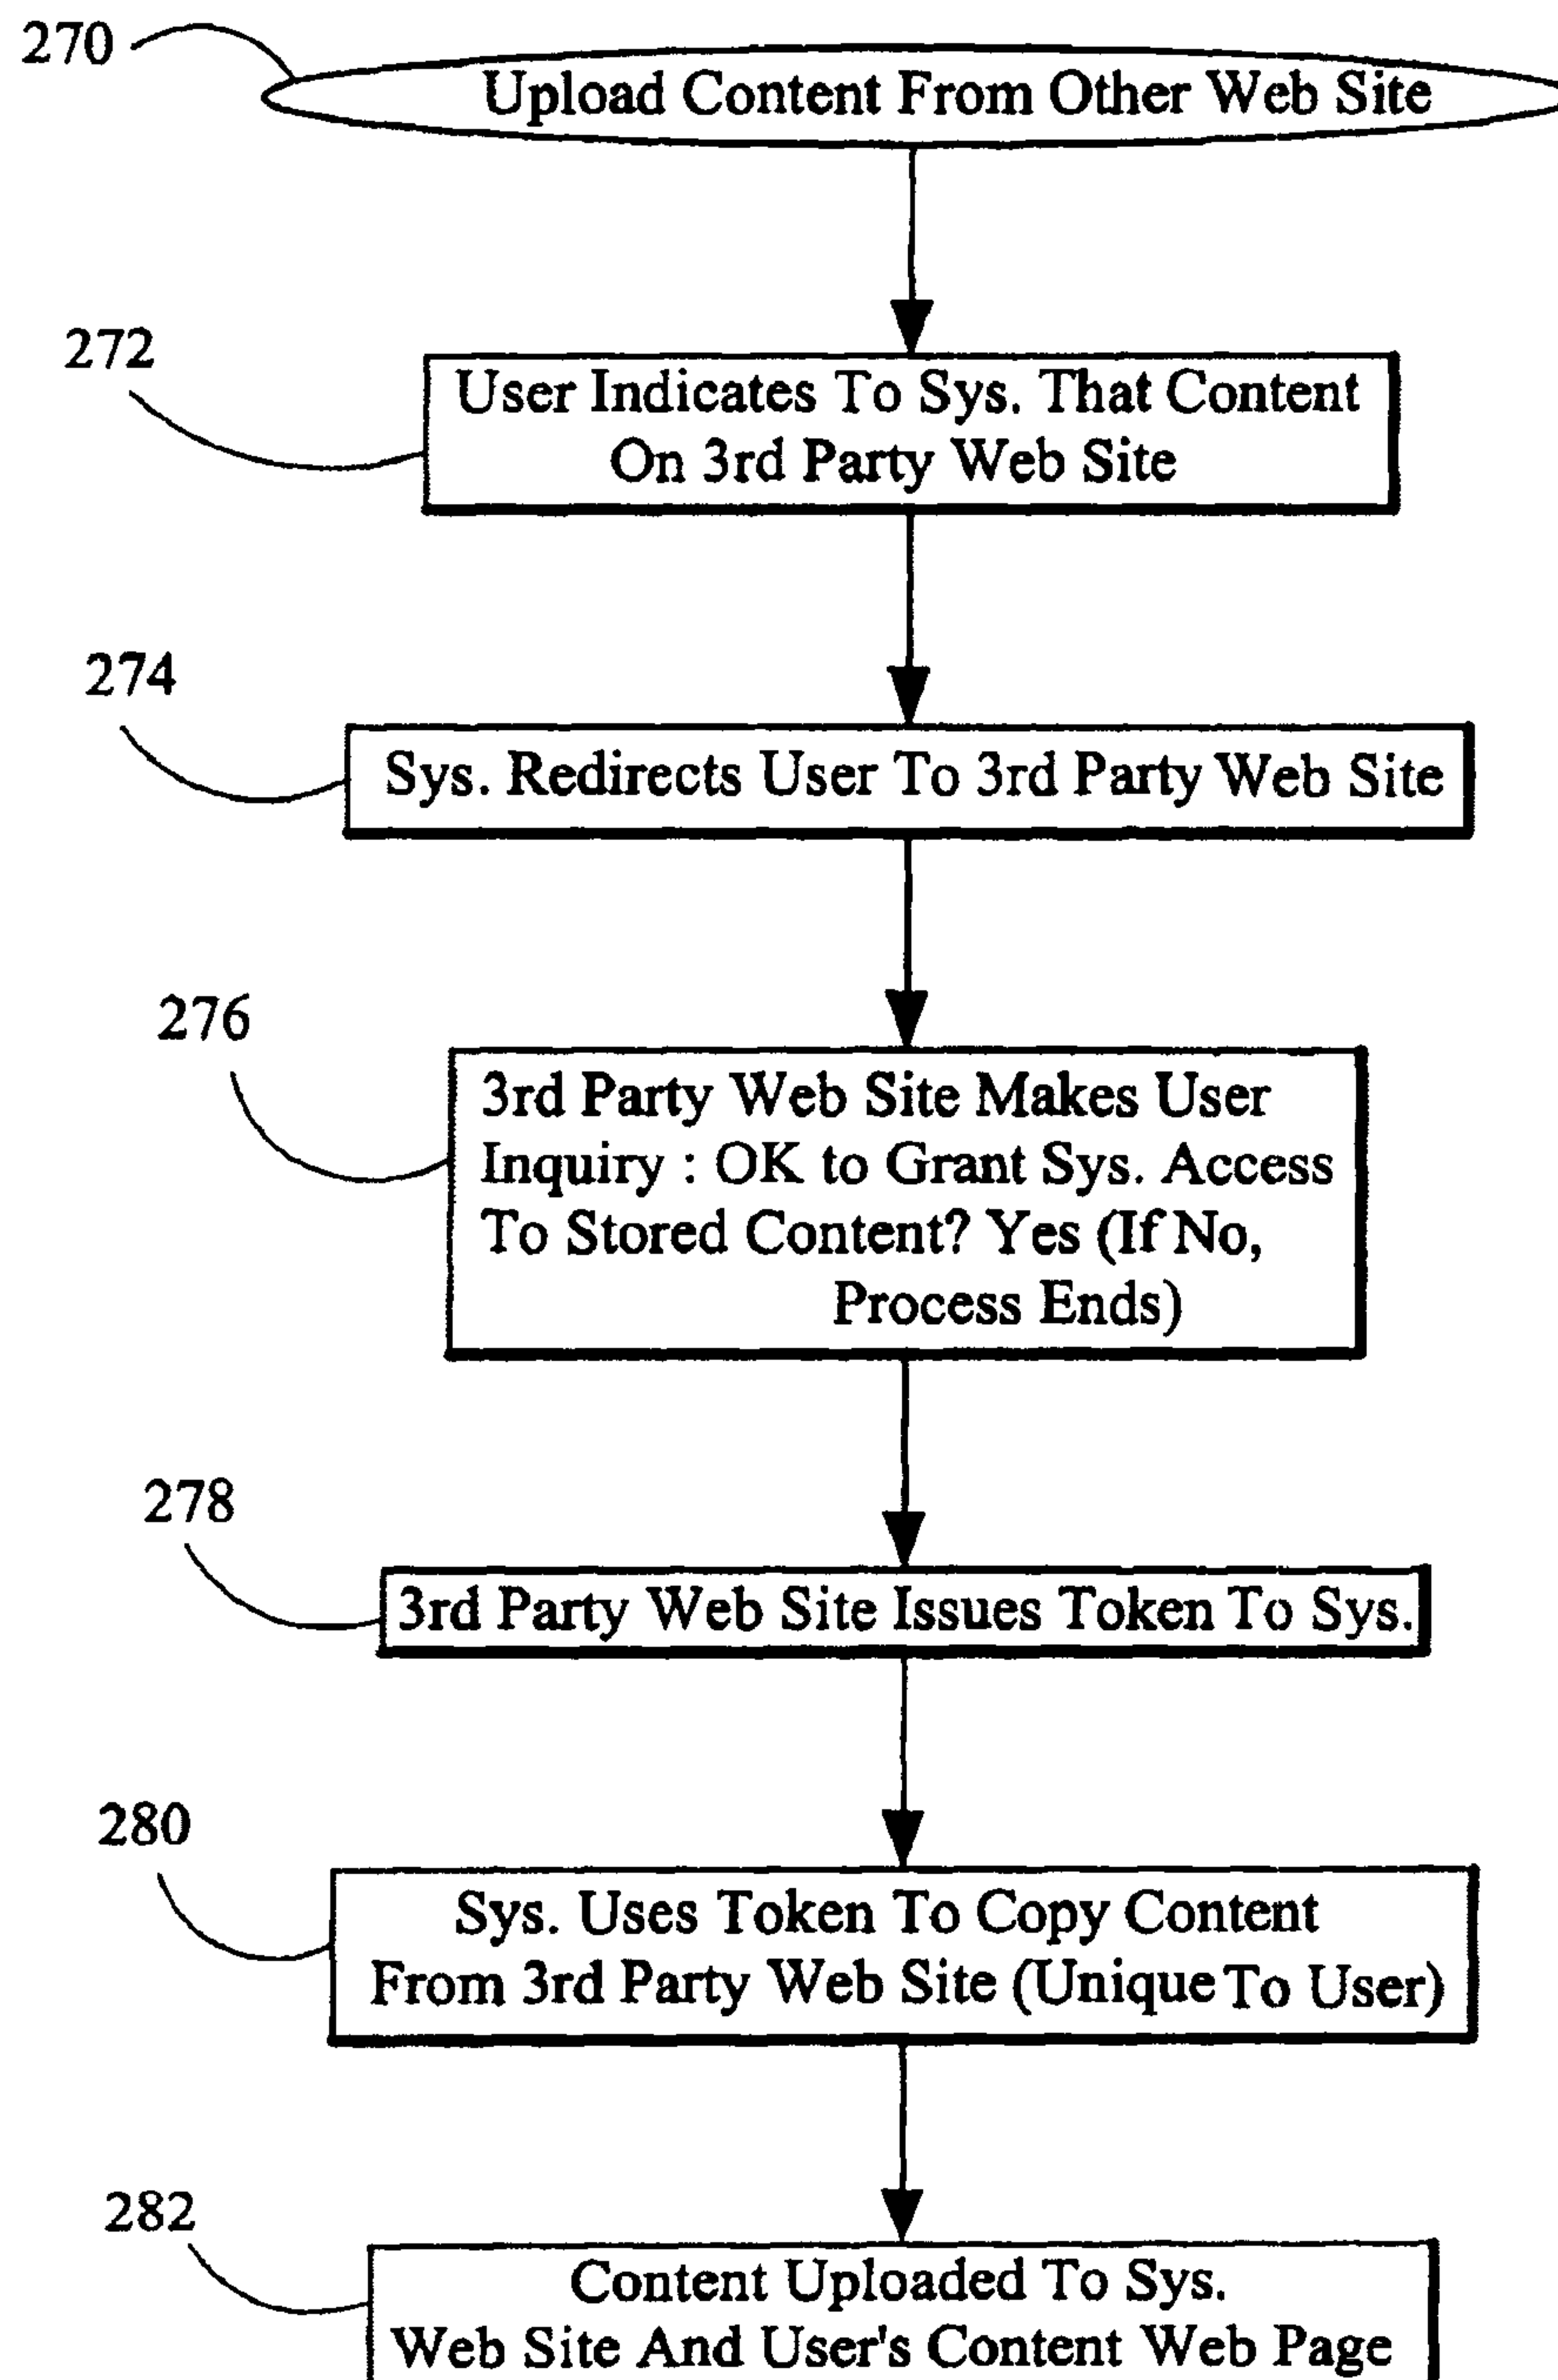 270
Upload Content From Other Web Site
272
User Indicates To Sys. That Content
On 3rd Party Web Site
274
Sys. Redirects User To 3rd Party Web Site
276
3rd Party Web Site Makes User
Inquiry : OK to Grant Sys. Access
To Stored Content? Yes (If No,
Process Ends)
278
3rd Party Web Site Issues Token To Sys.
280
Sys. Uses Token To Copy Content
From 3rd Party Web Site (Unique To User)
282
Content Uploaded To Sys.
Web Site And User's Content Web Page